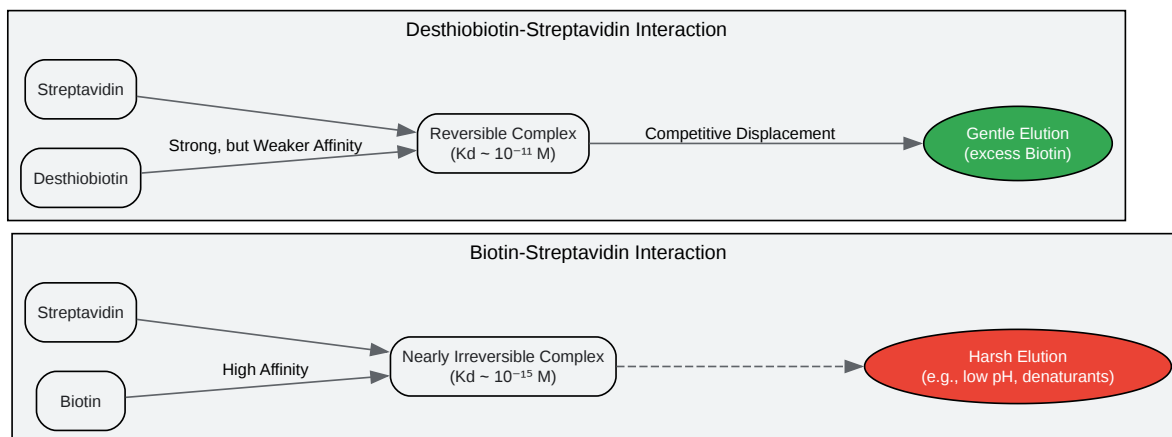 Desthiobiotin-Streptavidin Interaction
Streptavidin
Strong, but Weaker Affinity
Desthiobiotin
Reversible Complex
(Kd ~ 10⁻¹¹ M)
Competitive Displacement
Gentle Elution
(excess Biotin)
Biotin-Streptavidin Interaction
Streptavidin
High Affinity
Biotin
Nearly Irreversible Complex
(Kd ~ 10⁻¹⁵ M)
Harsh Elution
(e.g., low pH, denaturants)